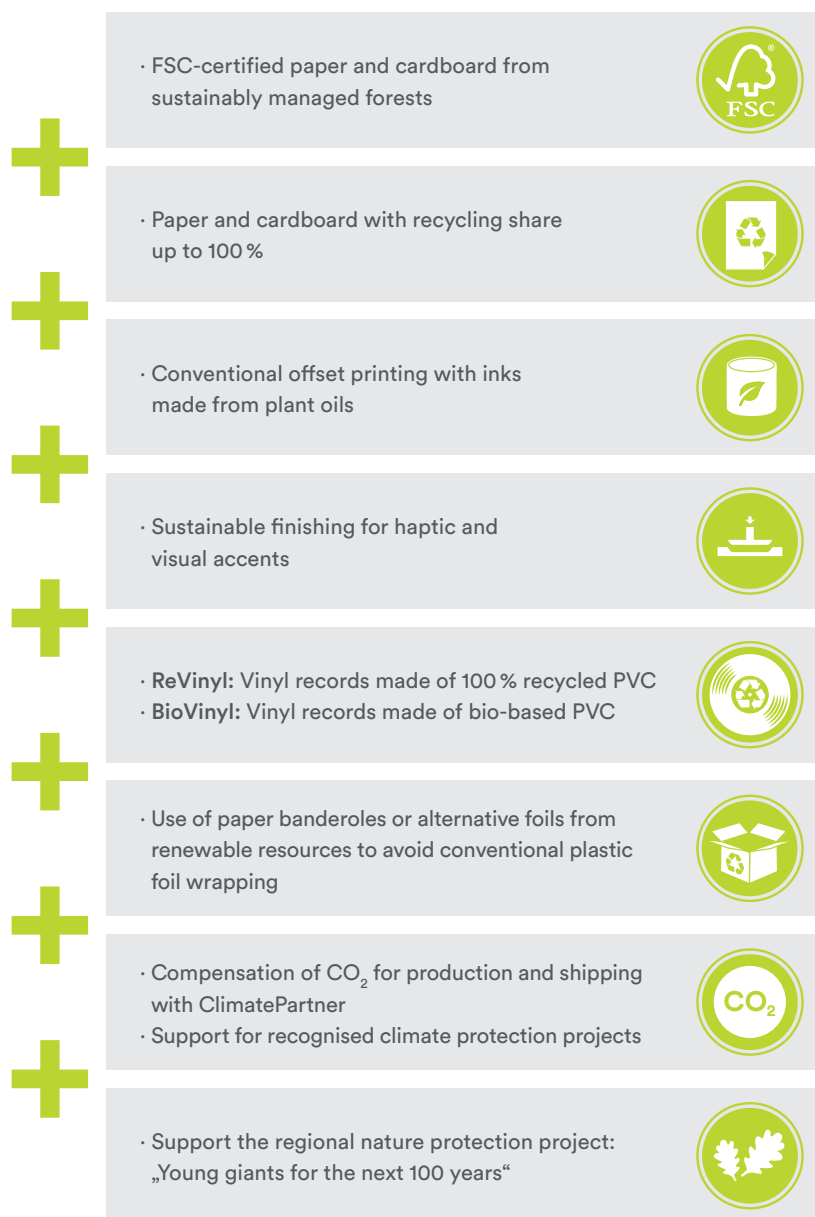 · FSC-certified paper and cardboard from
sustainably managed forests
®
FSC
· Paper and cardboard with recycling share
up to 100 %
· Conventional offset printing with inks
made from plant oils
· Sustainable finishing for haptic and
visual accents
· ReVinyl: Vinyl records made of 100 % recycled PVC
· BioVinyl: Vinyl records made of bio-based PVC
· Use of paper banderoles or alternative foils from
renewable resources to avoid conventional plastic
foil wrapping
· Compensation of CO₂ for production and shipping
with ClimatePartner
· Support for recognised climate protection projects
CO₂
· Support the regional nature protection project:
„Young giants for the next 100 years“